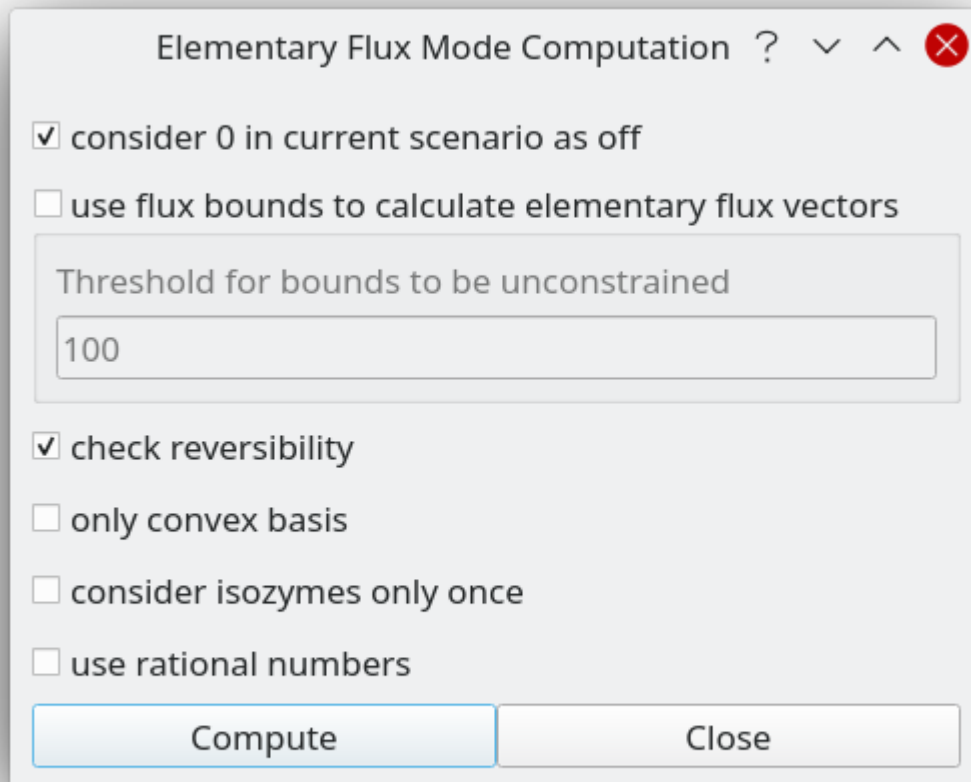 Elementary Flux Mode Computation
consider 0 in current scenario as off
use flux bounds to calculate elementary flux vectors
Threshold for bounds to be unconstrained
100
check reversibility
only convex basis
consider isozymes only once
use rational numbers
Compute Close